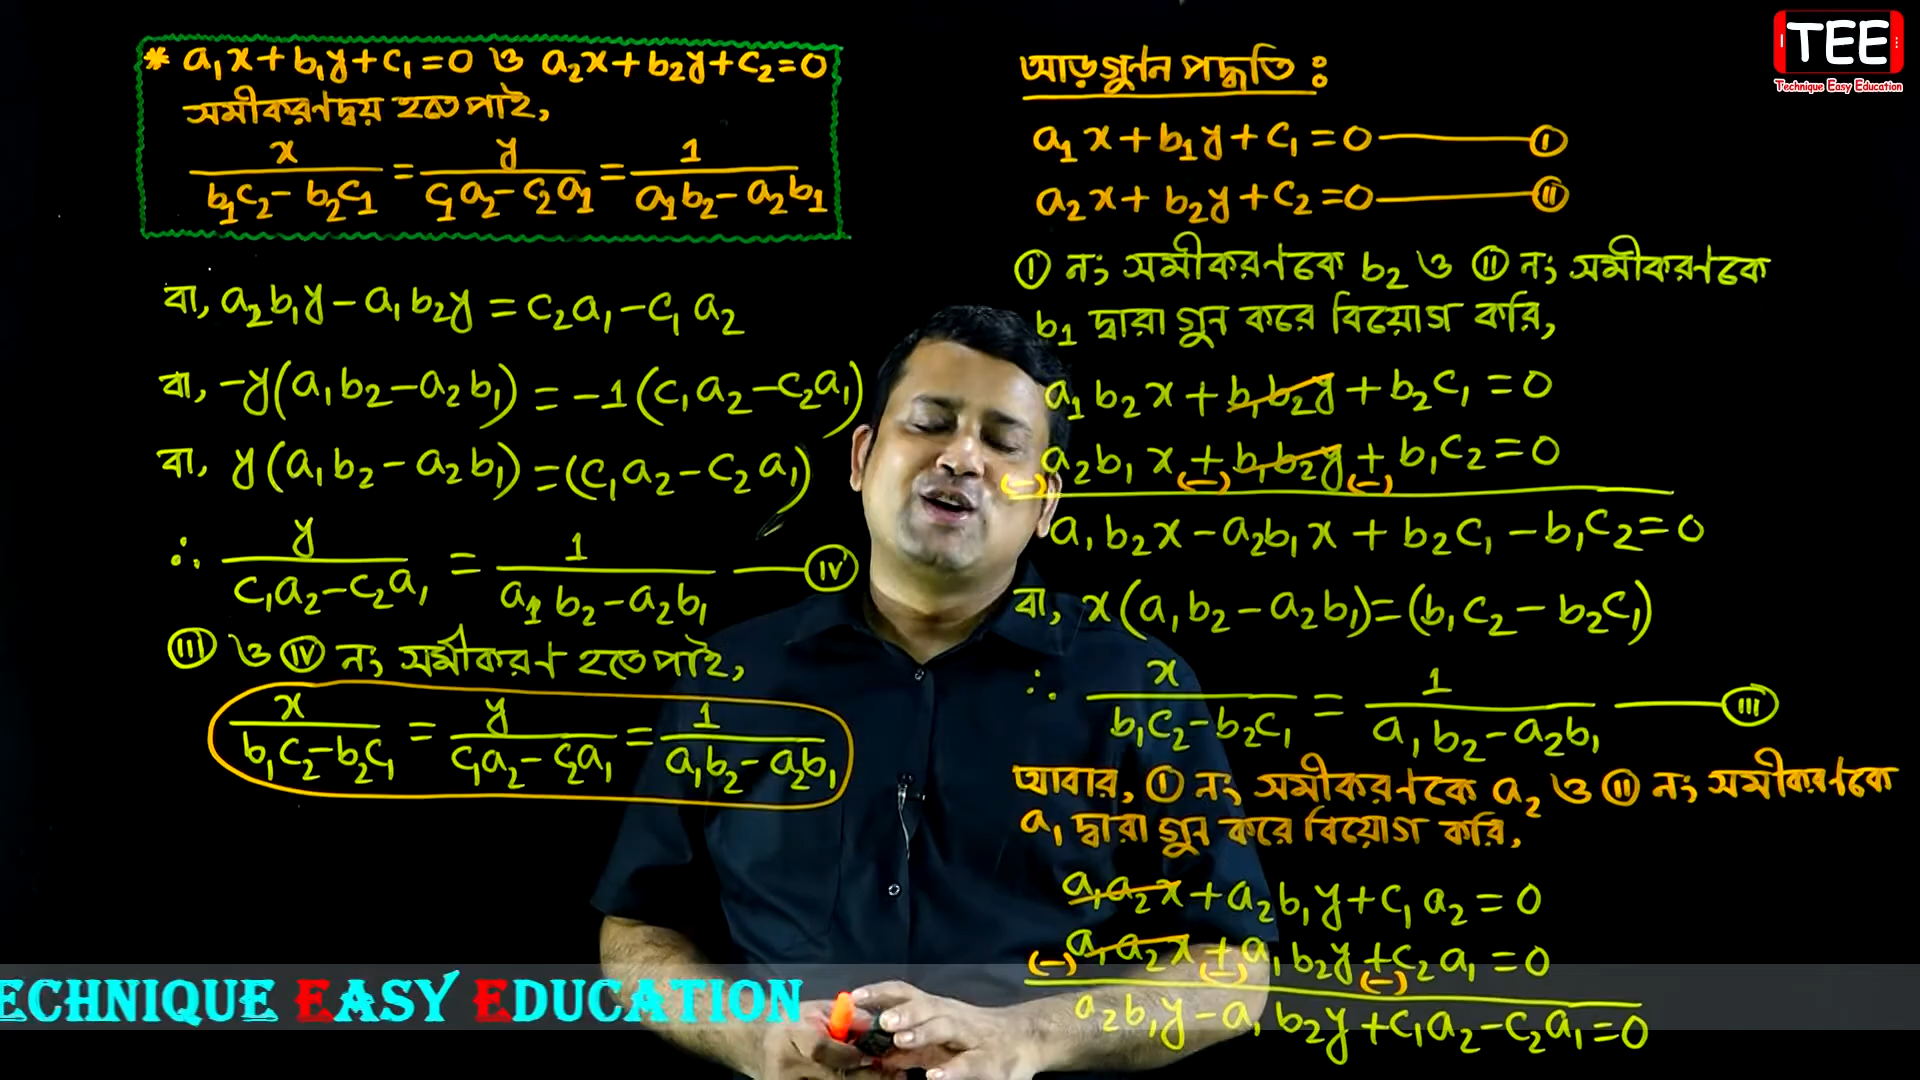 * a₁x+b₁y+c₁=0 ও a₂x+b₂y+c₂=0
সমীকরণদ্বয় হতে পাই,
x/(b₁c₂-b₂c₁) = y/(c₁a₂-c₂a₁) = 1/(a₁b₂-a₂b₁)
বা, a₂b₁y-a₁b₂y = c₂a₁-c₁a₂
বা, -y(a₁b₂-a₂b₁) = -1(c₁a₂-c₂a₁)
বা, y(a₁b₂-a₂b₁) = (c₁a₂-c₂a₁)
∴ y/(c₁a₂-c₂a₁) = 1/(a₁b₂-a₂b₁) — (IV)
(III) ও (IV) নং সমীকরণ হতে পাই,
x/(b₁c₂-b₂c₁) = y/(c₁a₂-c₂a₁) = 1/(a₁b₂-a₂b₁)
আড়গুনন পদ্ধতি :
a₁x+b₁y+c₁=0 — (I)
a₂x+b₂y+c₂=0 — (II)
(I) নং সমীকরণকে b₂ ও (II) নং সমীকরণকে
b₁ দ্বারা গুন করে বিয়োগ করি,
a₁b₂x+b₁b₂y+b₂c₁=0
a₂b₁x+b₁b₂y+b₁c₂=0
(-) (-) (-)
a₁b₂x-a₂b₁x+b₂c₁-b₁c₂=0
বা, x(a₁b₂-a₂b₁)=(b₁c₂-b₂c₁)
∴ x/(b₁c₂-b₂c₁) = 1/(a₁b₂-a₂b₁) — (III)
আবার, (I) নং সমীকরণকে a₂ ও (II) নং সমীকরণকে
a₁ দ্বারা গুন করে বিয়োগ করি,
a₁a₂x+a₂b₁y+c₁a₂=0
a₁a₂x+a₁b₂y+c₂a₁=0
(-) (-) (-)
a₂b₁y-a₁b₂y+c₁a₂-c₂a₁=0
TEE
Technique Easy Education
ECHNIQUE EASY EDUCATION